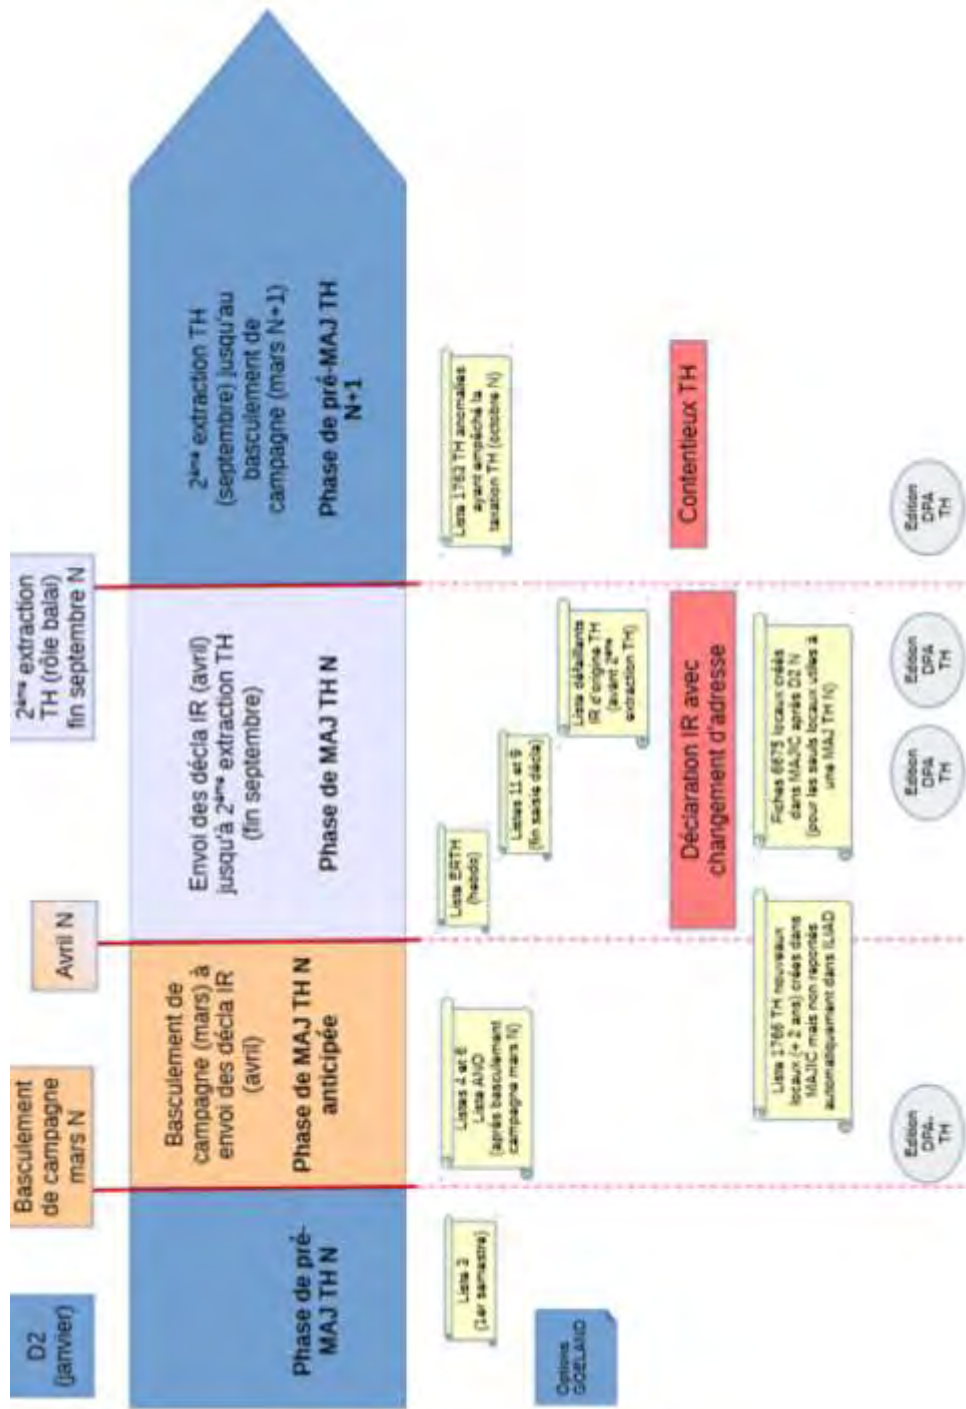 D2
(janvier)
Basculement
de campagne
mars N
Avril N
2ème extraction
TH (rôle balai)
fin septembre N
Phase de pré-
MAJ TH N
Basculement de
campagne (mars) à
envoi des décla IR
(avril)
Phase de MAJ TH N
anticipée
Envoi des décla IR (avril)
jusqu'à 2ème extraction TH
(fin septembre)
Phase de MAJ TH N
2ème extraction TH
(septembre) jusqu'au
basculement de
campagne (mars N+1)
Phase de pré-MAJ TH
N+1
Liste 3
(1er semestre)
Listes 4 et 6
Liste ANO
(après basculement
campagne mars N)
Liste ERTH
(hebdo)
Listes 11 et 9
(fin saisie décla)
Liste défaillants
IR d'origine TH
(avant 2ème
extraction TH)
Liste 1763 TH anomalies
ayant empêché la
taxation TH (octobre N)
Options
GOELAND
Déclaration IR avec
changement d'adresse
Contentieux TH
Liste 1766 TH nouveaux
locaux (+ 2 ans) crées dans
MAJIC mais non reportés
automatiquement dans ILIAD
Fiches 6675 locaux créés
dans MAJIC après D2 N
(pour les seuls locaux utiles à
une MAJ TH N)
Edition
DPA
TH
Edition
DPA
TH
Edition
DPA
TH
Edition
DPA
TH